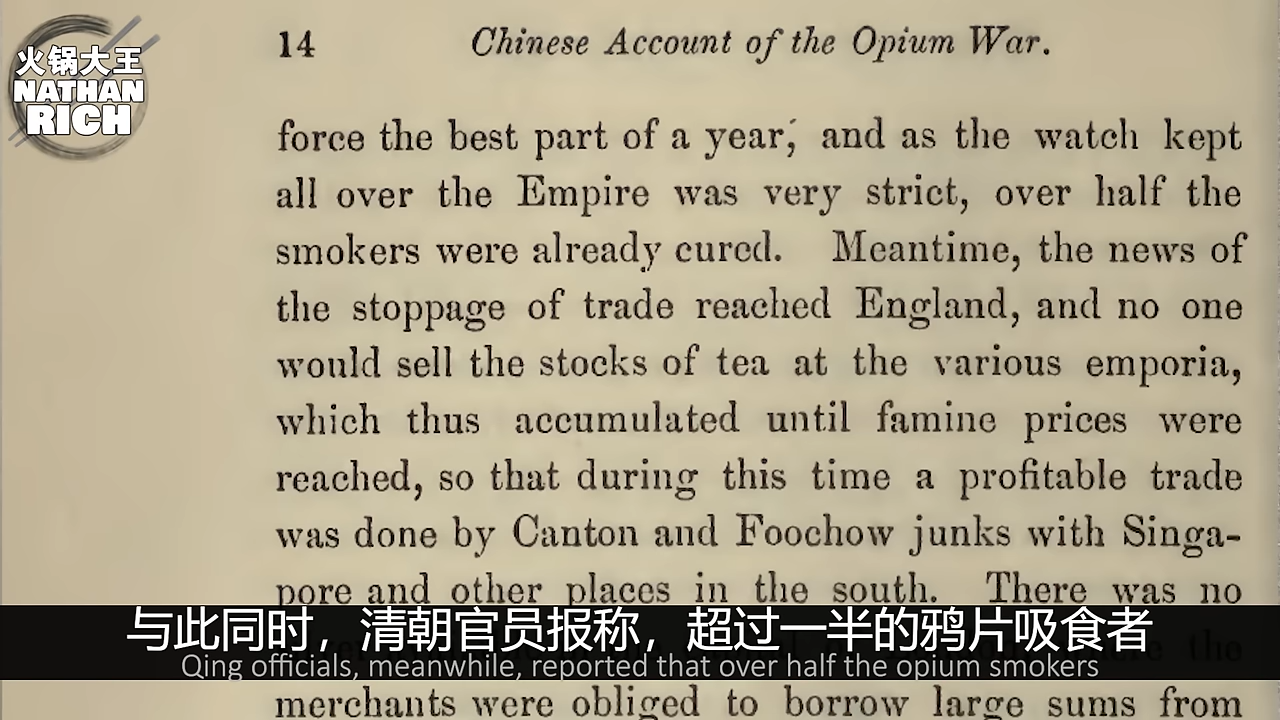 火锅大王
NATHAN
RICH
14 Chinese Account of the Opium War.
force the best part of a year; and as the watch kept
all over the Empire was very strict, over half the
smokers were already cured. Meantime, the news of
the stoppage of trade reached England, and no one
would sell the stocks of tea at the various emporia,
which thus accumulated until famine prices were
reached, so that during this time a profitable trade
was done by Canton and Foochow junks with Singa-
pore and other places in the south. There was no
与此同时，清朝官员报称，超过一半的鸦片吸食者
Qing officials, meanwhile, reported that over half the opium smokers
merchants were obliged to borrow large sums from